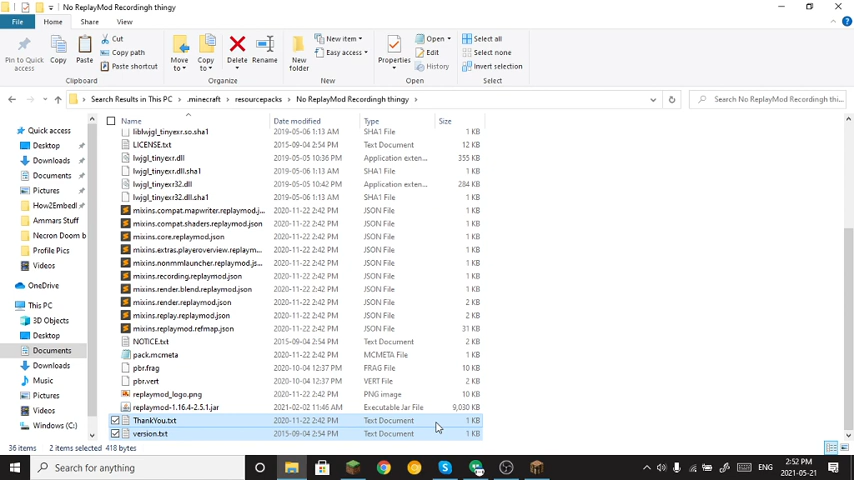 No ReplayMod Recordingh thingy
File
Home
Share
View
Pin to Quick access
Copy
Paste
Cut
Copy path
Paste shortcut
Clipboard
Move to
Copy to
Delete
Rename
Organize
New folder
New item
Easy access
New
Properties
Open
Edit
History
Open
Select all
Select none
Invert selection
Select
Search Results in This PC > .minecraft > resourcepacks > No ReplayMod Recordingh thingy >
Search No ReplayMod Recordingh thingy...
Name Date modified Type Size
Quick access
Desktop
Downloads
Documents
Pictures
How2Embedl
Ammars Stuff
Necron Doom b
Profile Pics
Videos
OneDrive
This PC
3D Objects
Desktop
Documents
Downloads
Music
Pictures
Videos
Windows (C:)
liblwjgl_tinyexr.so.sha1 2019-05-06 1:13 AM SHA1 File 1 KB
LICENSE.txt 2015-09-04 2:54 PM Text Document 12 KB
lwjgl_tinyexr.dll 2019-05-05 10:36 PM Application exten... 355 KB
lwjgl_tinyexr.dll.sha1 2019-05-06 1:13 AM SHA1 File 1 KB
lwjgl_tinyexr32.dll 2019-05-05 10:42 PM Application exten... 284 KB
lwjgl_tinyexr32.dll.sha1 2019-05-06 1:13 AM SHA1 File 1 KB
mixins.compat.mapwriter.replaymod.j... 2020-11-22 2:42 PM JSON File 1 KB
mixins.compat.shaders.replaymod.json 2020-11-22 2:42 PM JSON File 1 KB
mixins.core.replaymod.json 2020-11-22 2:42 PM JSON File 1 KB
mixins.extras.playeroverview.replaym... 2020-11-22 2:42 PM JSON File 1 KB
mixins.nonmmlauncher.replaymod.js... 2020-11-22 2:42 PM JSON File 1 KB
mixins.recording.replaymod.json 2020-11-22 2:42 PM JSON File 1 KB
mixins.render.blend.replaymod.json 2020-11-22 2:42 PM JSON File 1 KB
mixins.render.replaymod.json 2020-11-22 2:42 PM JSON File 2 KB
mixins.replay.replaymod.json 2020-11-22 2:42 PM JSON File 2 KB
mixins.replaymod.refmap.json 2020-11-22 2:42 PM JSON File 31 KB
NOTICE.txt 2015-09-04 2:54 PM Text Document 2 KB
pack.mcmeta 2020-11-22 2:42 PM MCMETA File 1 KB
pbr.frag 2020-10-04 12:37 PM FRAG File 10 KB
pbr.vert 2020-10-04 12:37 PM VERT File 2 KB
replaymod_logo.png 2020-11-22 2:42 PM PNG image 10 KB
replaymod-1.16.4-2.5.1.jar 2021-02-02 11:46 AM Executable Jar File 9,030 KB
ThankYou.txt 2020-11-22 2:42 PM Text Document 1 KB
version.txt 2015-09-04 2:54 PM Text Document 1 KB
36 items 2 items selected 418 bytes
Search for anything
ENG
2:52 PM
2021-05-21